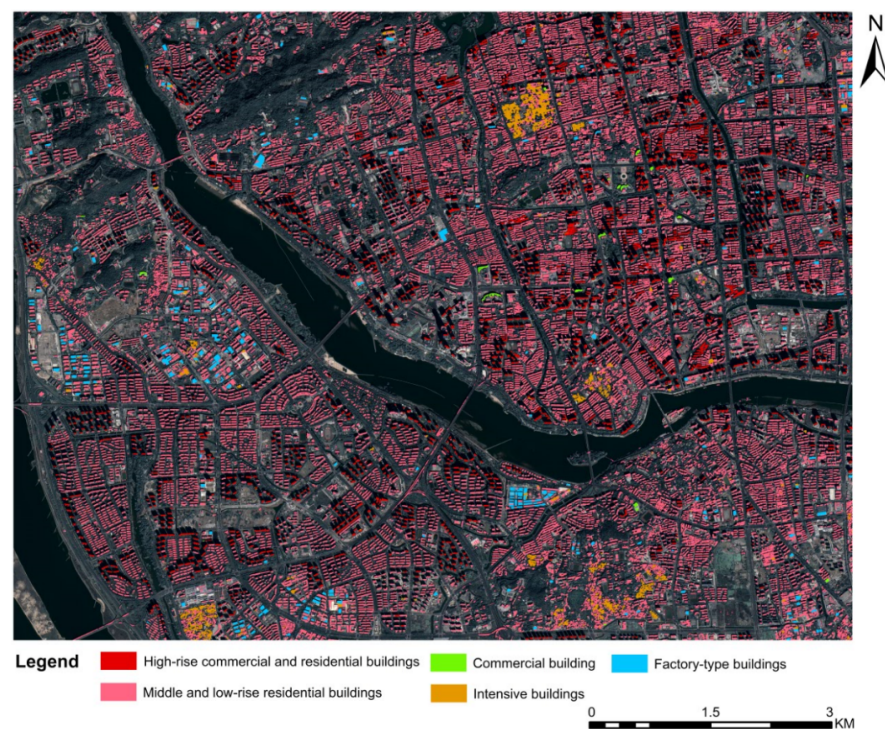 N
Legend
High-rise commercial and residential buildings
Commercial building
Factory-type buildings
Middle and low-rise residential buildings
Intensive buildings
0 1.5 3
KM